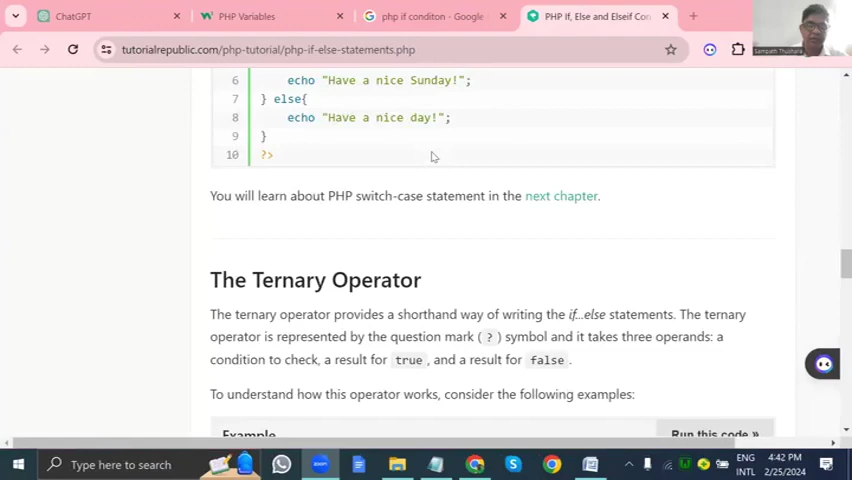 ChatGPT
PHP Variables
php if conditon - Google
PHP If, Else and Elseif Con
tutorialrepublic.com/php-tutorial/php-if-else-statements.php
Sampath Thushara
6 echo "Have a nice Sunday!";
7 } else{
8 echo "Have a nice day!";
9 }
10 ?>
You will learn about PHP switch-case statement in the next chapter.
The Ternary Operator
The ternary operator provides a shorthand way of writing the if...else statements. The ternary
operator is represented by the question mark ( ? ) symbol and it takes three operands: a
condition to check, a result for true, and a result for false.
To understand how this operator works, consider the following examples:
Example
Run this code »
Type here to search
ENG
INTL
4:42 PM
2/25/2024